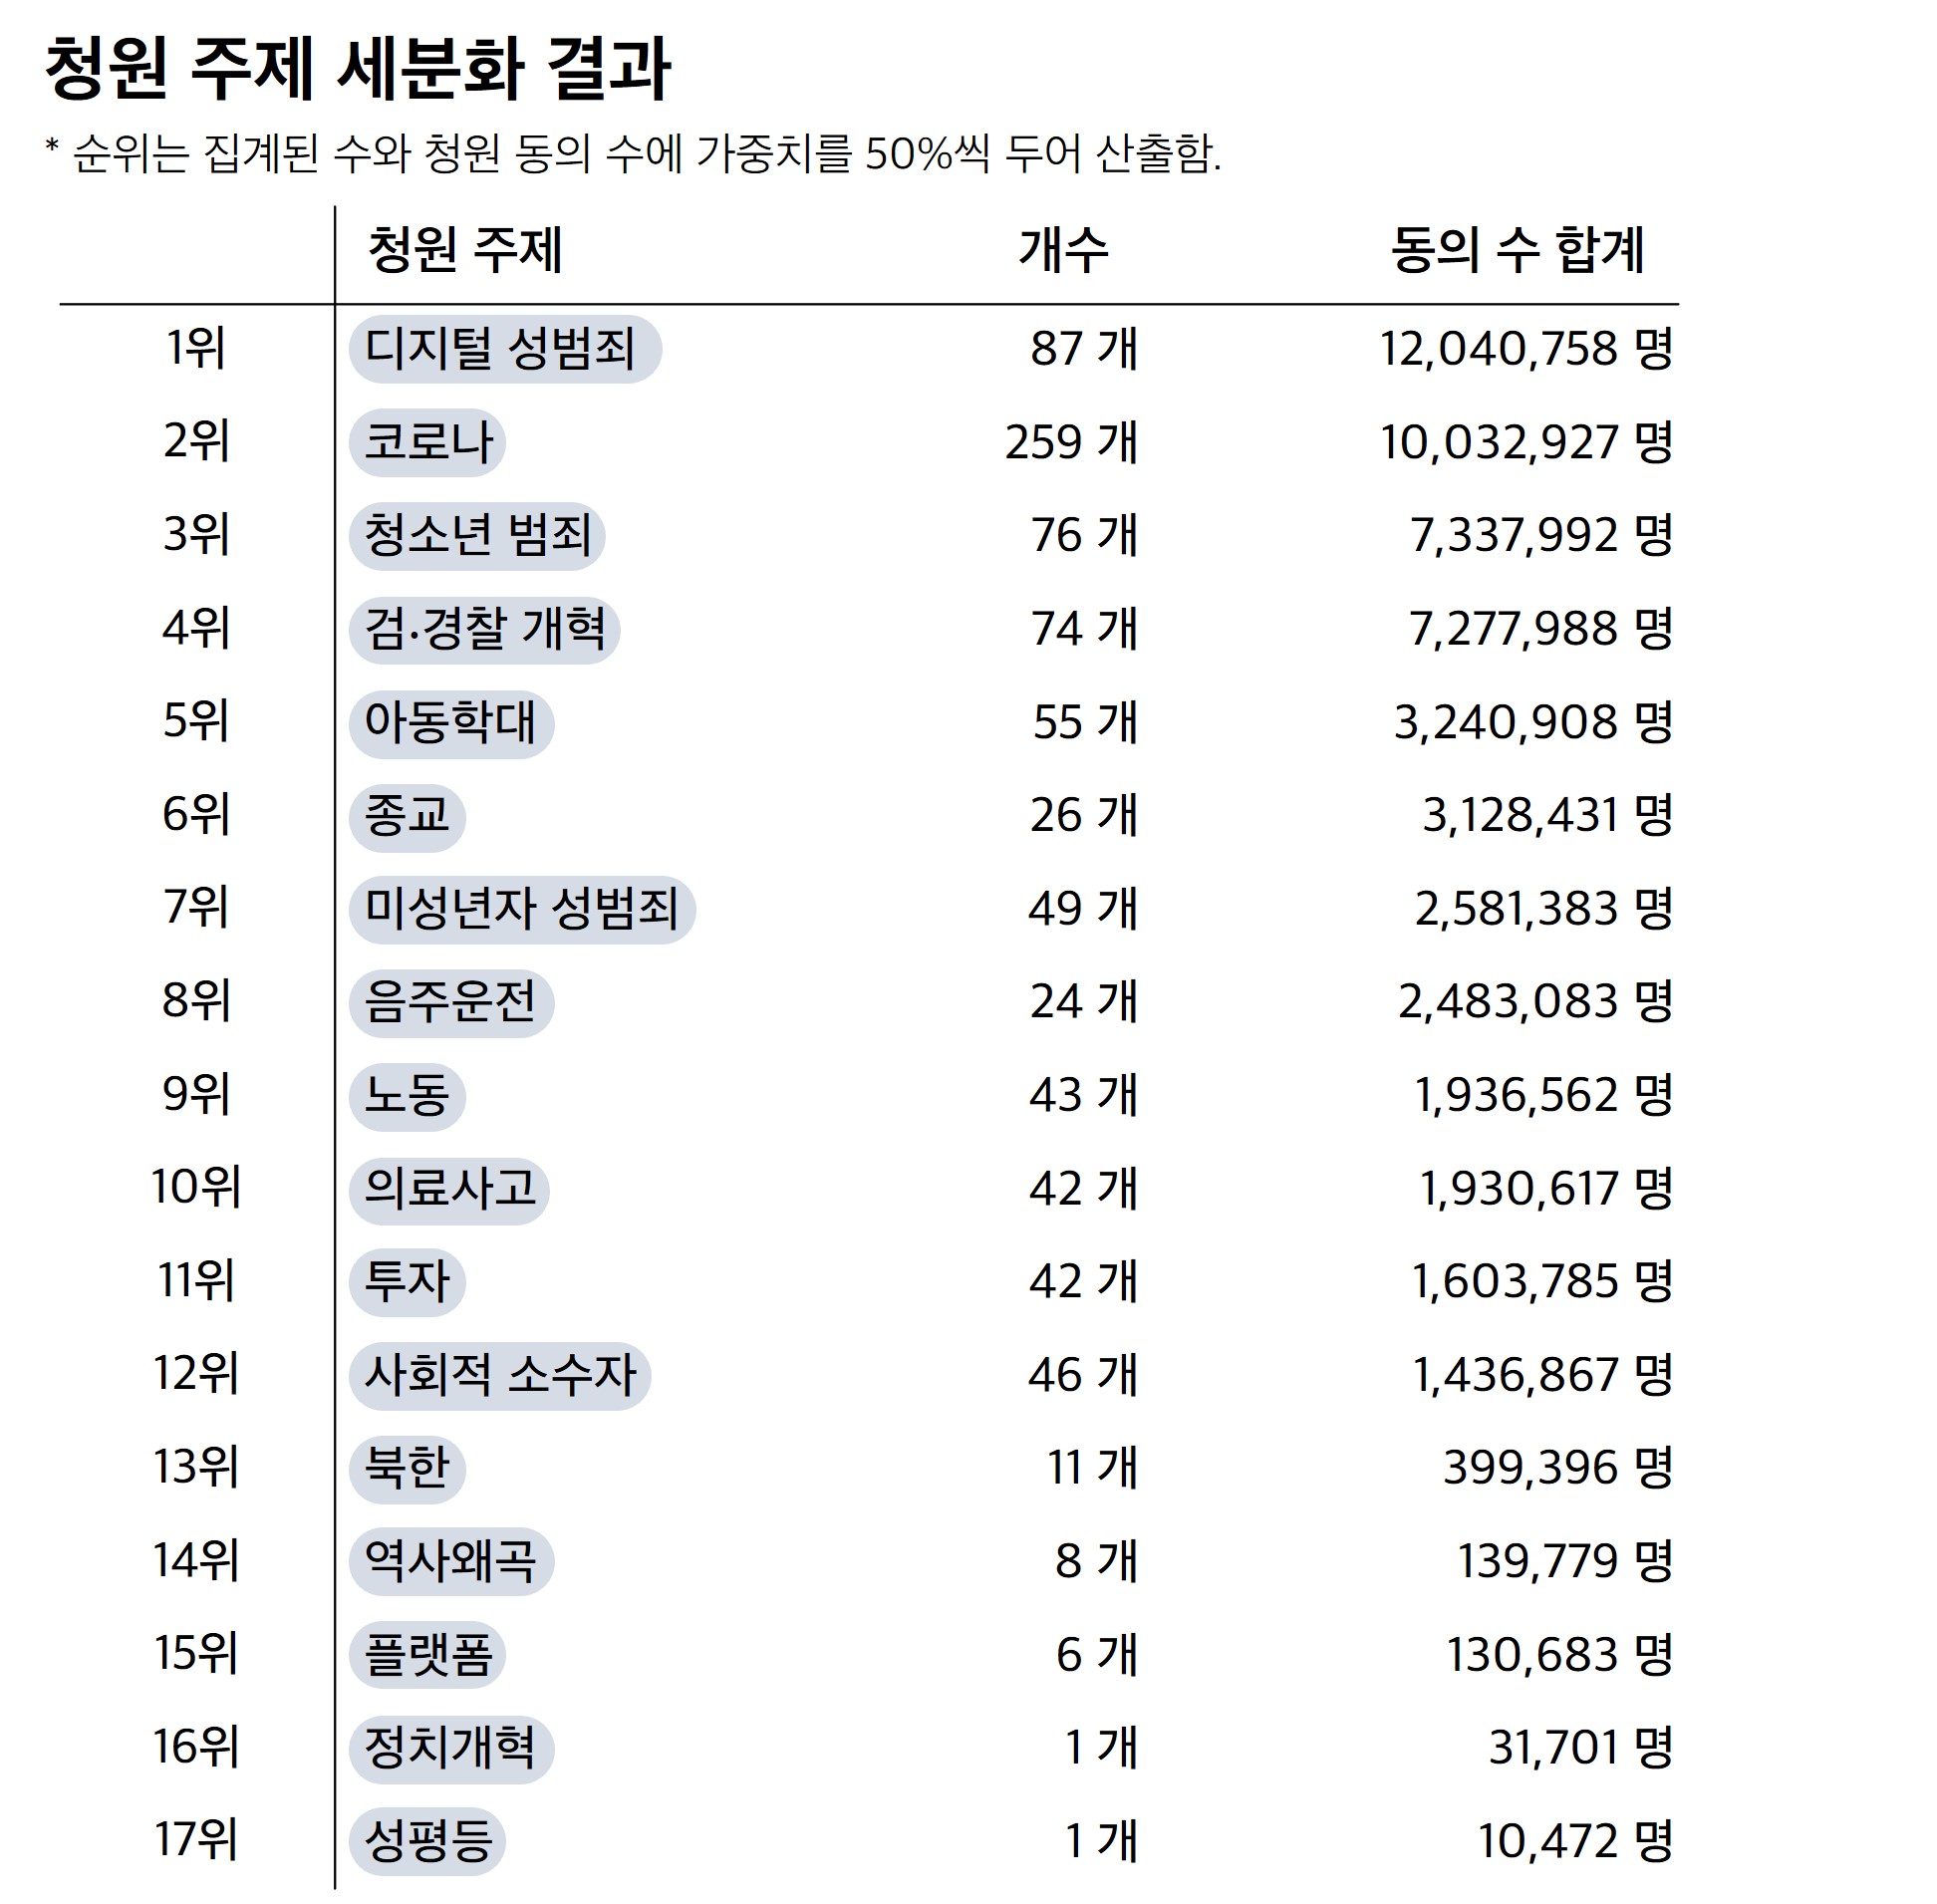 청원 주제 세분화 결과
* 순위는 집계된 수와 청원 동의 수에 가중치를 50%씩 두어 산출함.
청원 주제 개수 동의 수 합계
1위 디지털 성범죄 87 개 12,040,758 명
2위 코로나 259 개 10,032,927 명
3위 청소년 범죄 76 개 7,337,992 명
4위 검·경찰 개혁 74 개 7,277,988 명
5위 아동학대 55 개 3,240,908 명
6위 종교 26 개 3,128,431 명
7위 미성년자 성범죄 49 개 2,581,383 명
8위 음주운전 24 개 2,483,083 명
9위 노동 43 개 1,936,562 명
10위 의료사고 42 개 1,930,617 명
11위 투자 42 개 1,603,785 명
12위 사회적 소수자 46 개 1,436,867 명
13위 북한 11 개 399,396 명
14위 역사왜곡 8 개 139,779 명
15위 플랫폼 6 개 130,683 명
16위 정치개혁 1 개 31,701 명
17위 성평등 1 개 10,472 명